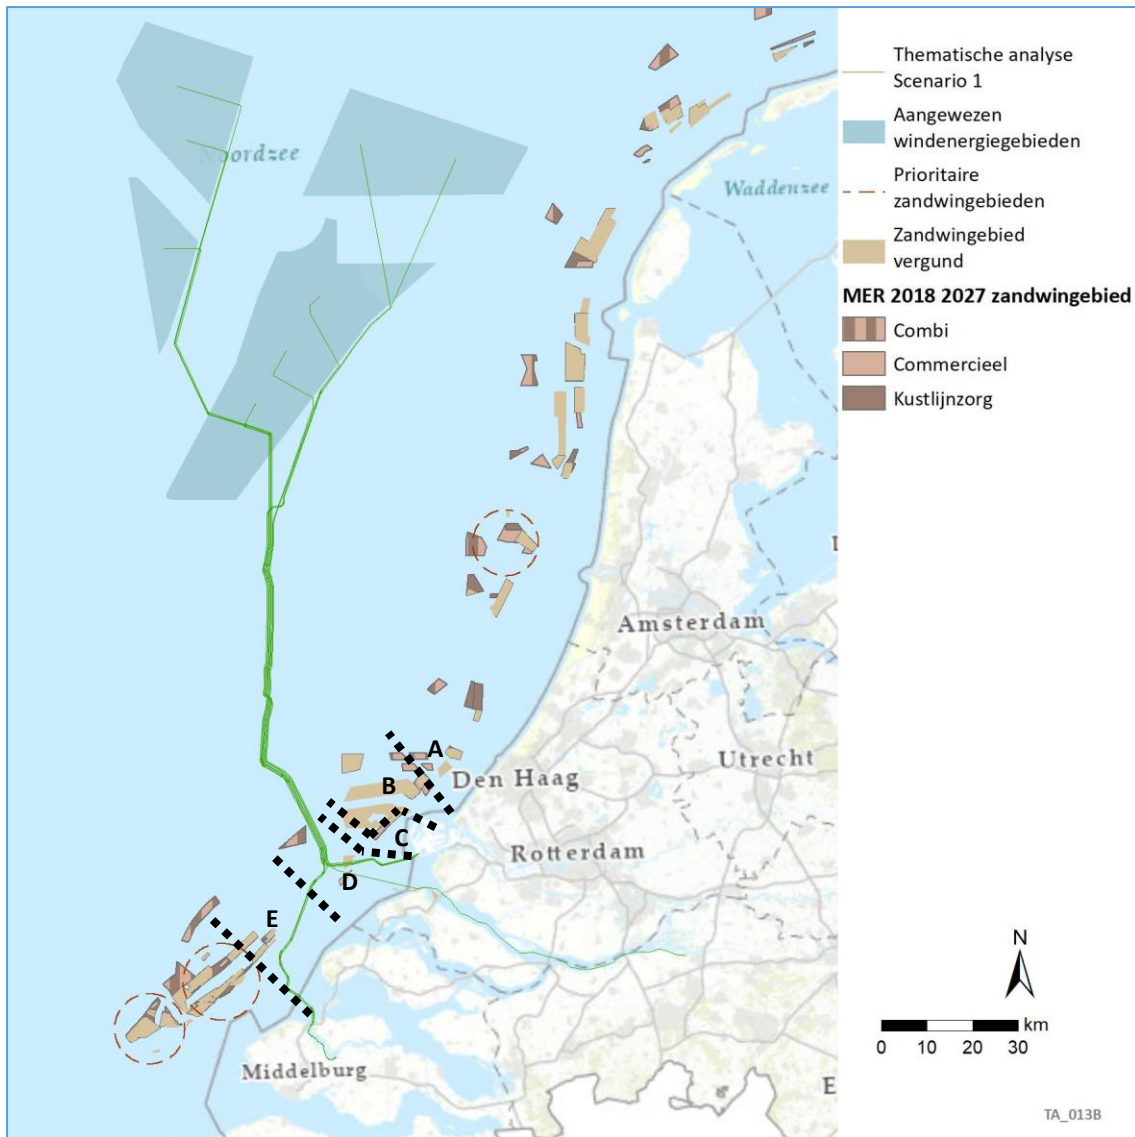 Noordzee
Waddenzee
Amsterdam
Utrecht
Den Haag
Rotterdam
Middelburg
A
B
C
D
E
Thematische analyse
Scenario 1
Aangewezen
windenergiegebieden
Prioritaire
zandwingebieden
Zandwingebied
vergund
MER 2018 2027 zandwingebied
Combi
Commercieel
Kustlijnzorg
N
km
0 10 20 30
TA_013B